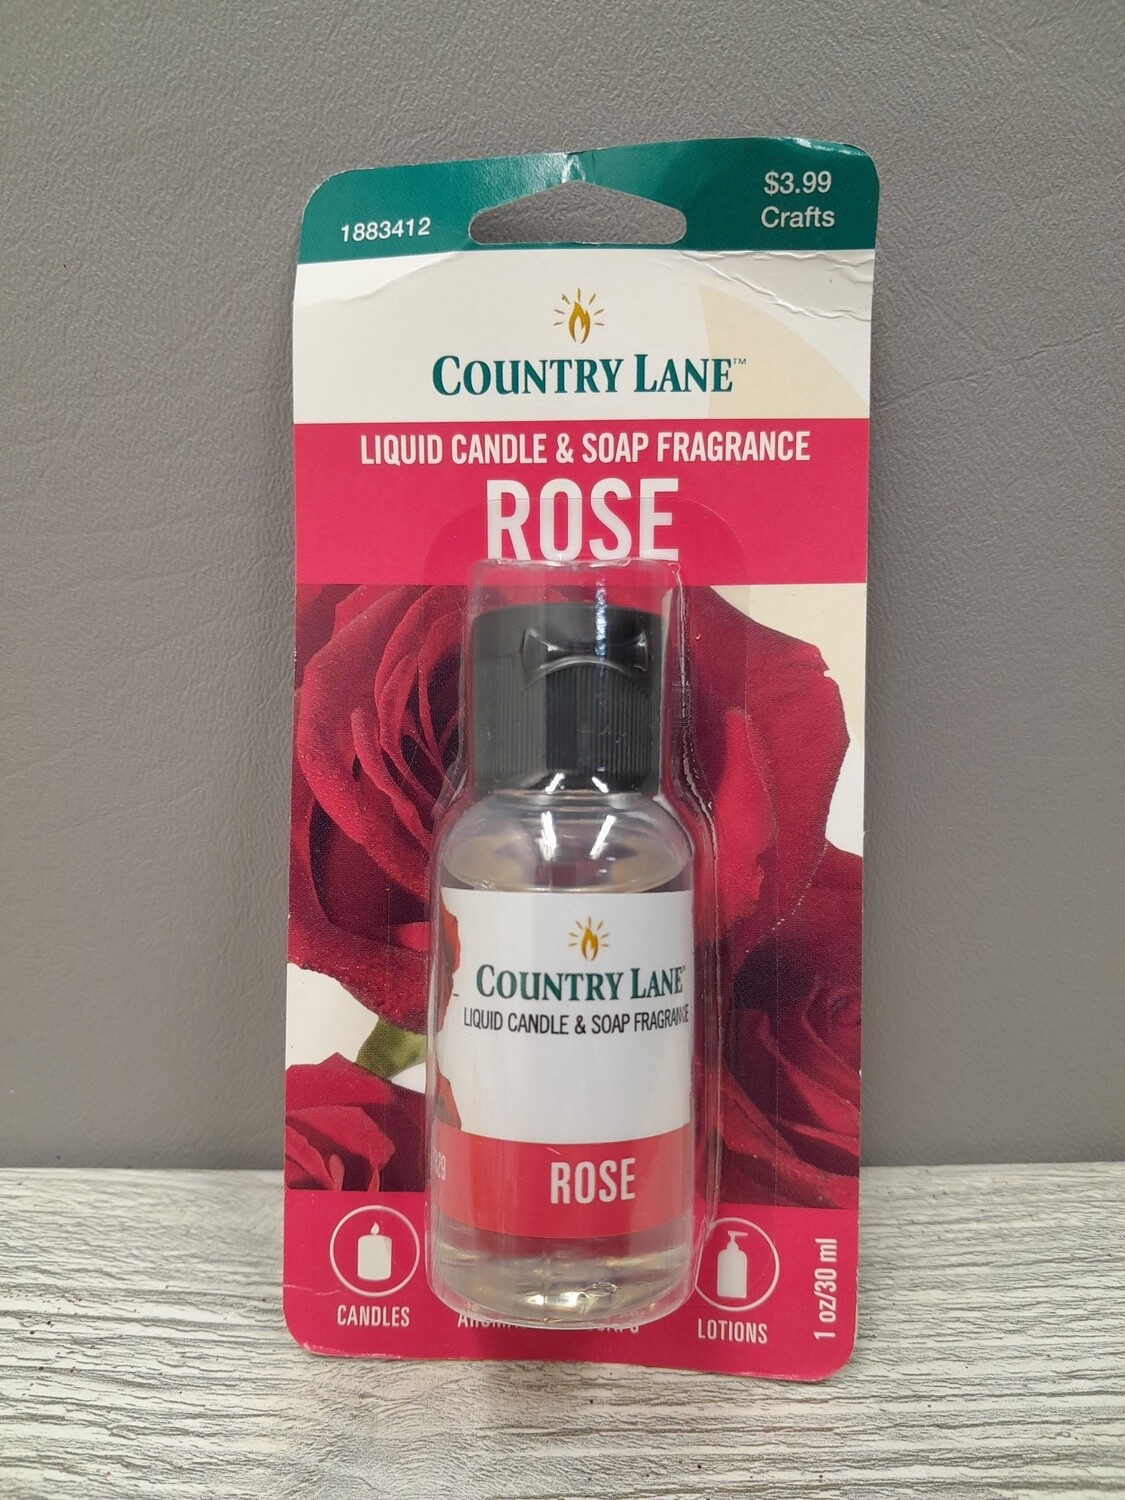 $3.99
1883412
Crafts
COUNTRY LANE™
LIQUID CANDLE & SOAP FRAGRANCE
ROSE
COUNTRY LANE
LIQUID CANDLE & SOAP FRAGRANCE
ROSE
CANDLES
LOTIONS
1 oz/30 ml